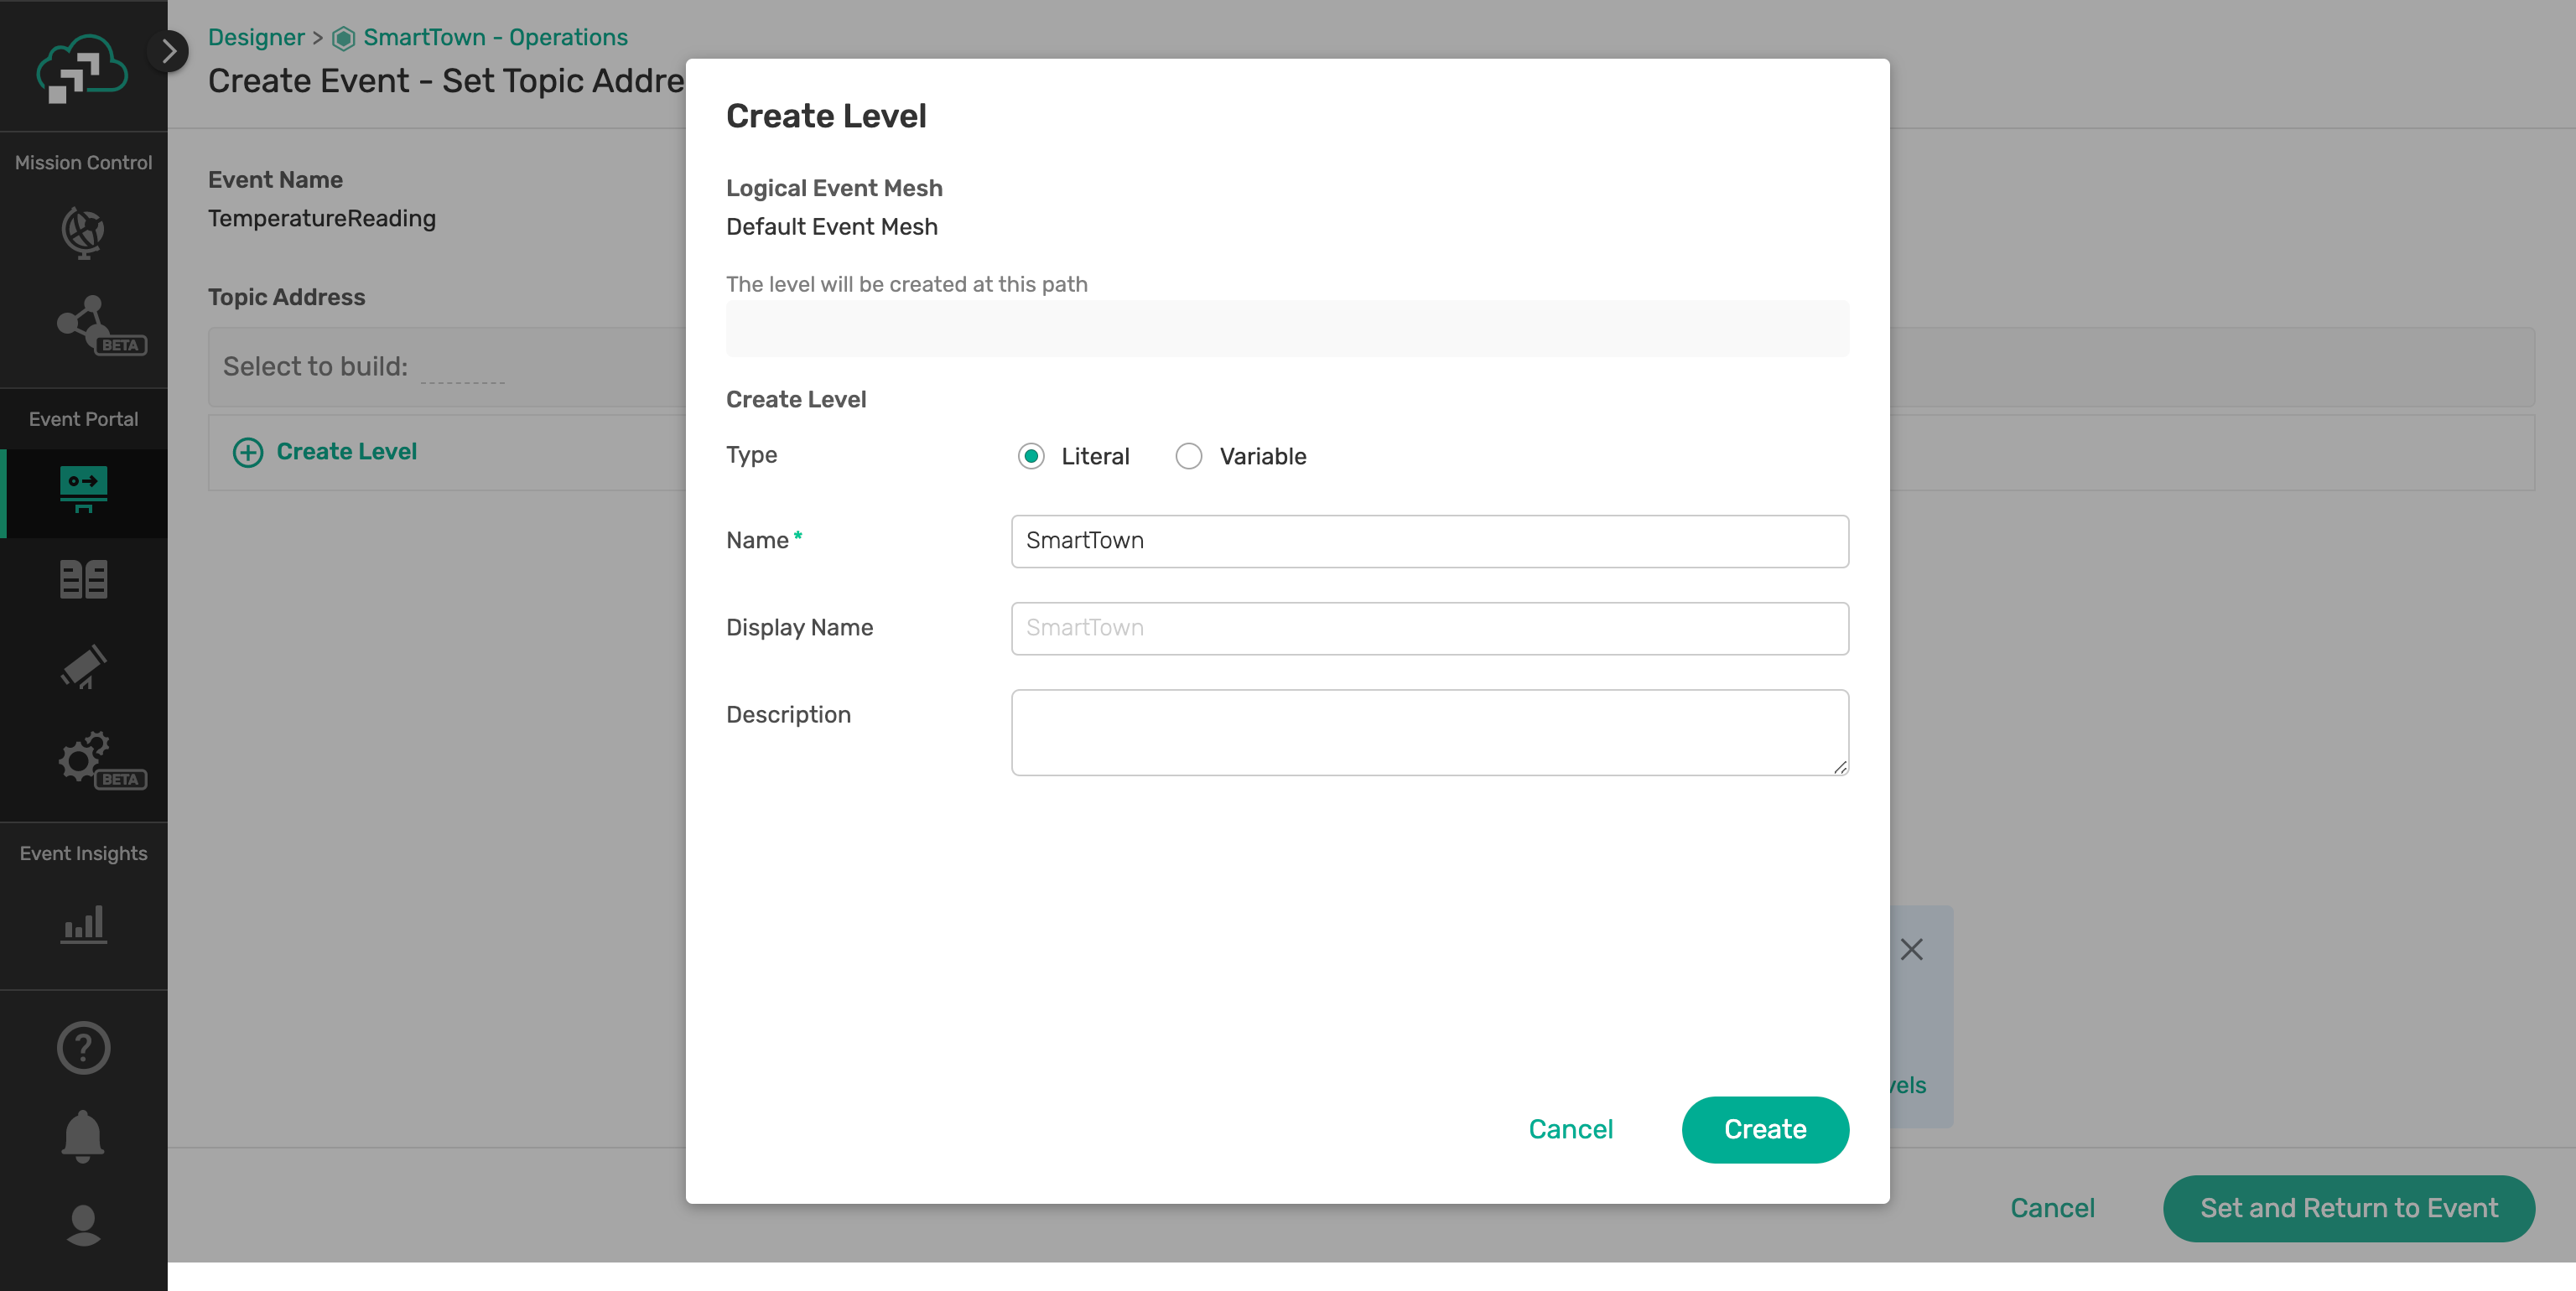 Designer > SmartTown - Operations
Create Event - Set Topic Addre
Mission Control
BETA
Event Portal
BETA
Event Insights
Event Name
TemperatureReading
Topic Address
Select to build:
Create Level
Create Level
Logical Event Mesh
Default Event Mesh
The level will be created at this path
Create Level
Type Literal Variable
Name * SmartTown
Display Name SmartTown
Description
Cancel Create
vels
Cancel Set and Return to Event